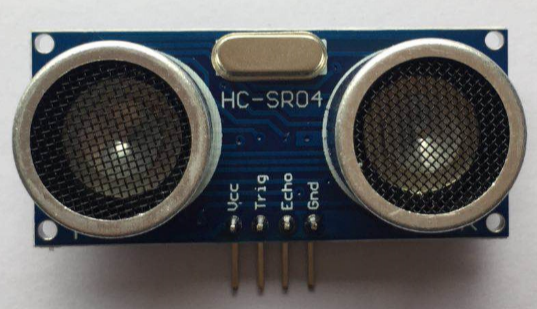 HC-SR04
Vcc
Trig
Echo
Gnd